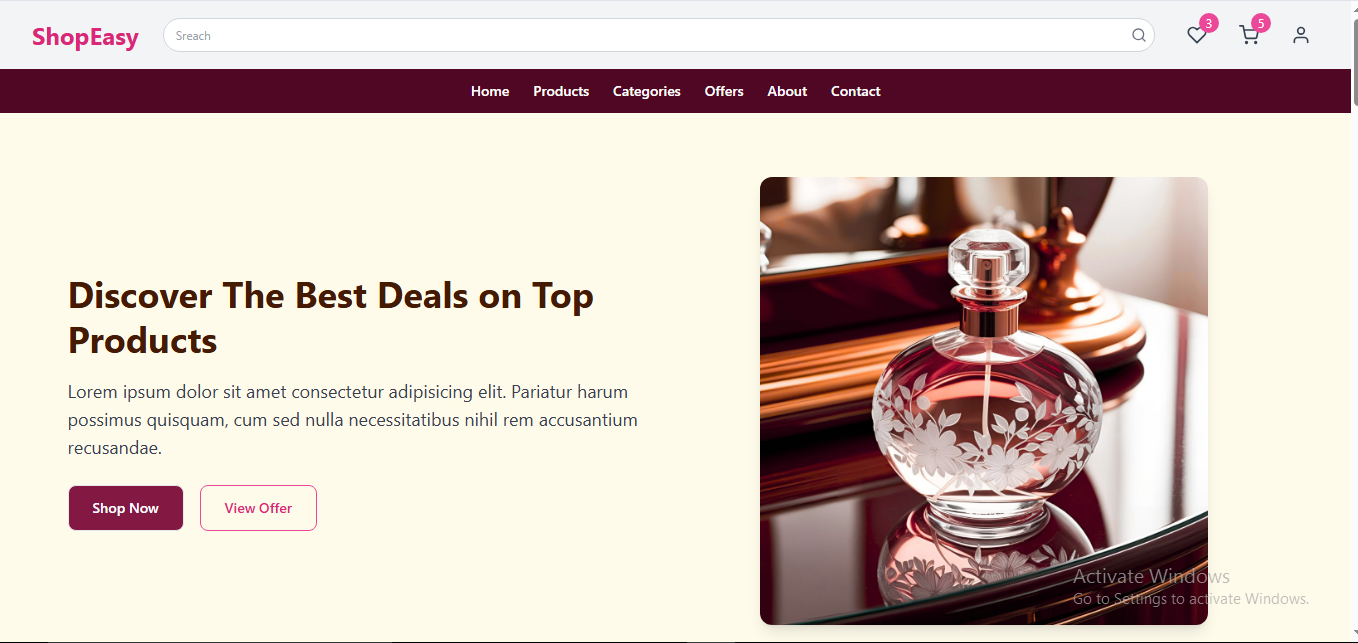 ShopEasy
Sreach
3
5
Home Products Categories Offers About Contact
Discover The Best Deals on Top
Products
Lorem ipsum dolor sit amet consectetur adipisicing elit. Pariatur harum
possimus quisquam, cum sed nulla necessitatibus nihil rem accusantium
recusandae.
Shop Now View Offer
Activate Windows
Go to Settings to activate Windows.